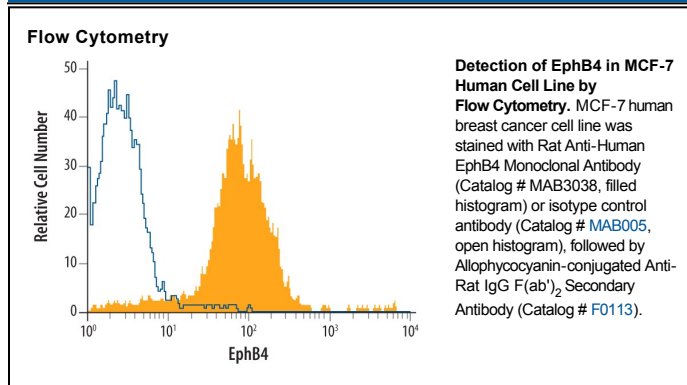 Flow Cytometry
50
40
30
20
10
0
Relative Cell Number
10⁰ 10¹ 10² 10³ 10⁴
EphB4
Detection of EphB4 in MCF-7
Human Cell Line by
Flow Cytometry. MCF-7 human
breast cancer cell line was
stained with Rat Anti-Human
EphB4 Monoclonal Antibody
(Catalog # MAB3038, filled
histogram) or isotype control
antibody (Catalog # MAB005,
open histogram), followed by
Allophycocyanin-conjugated Anti-
Rat IgG F(ab')₂ Secondary
Antibody (Catalog # F0113).